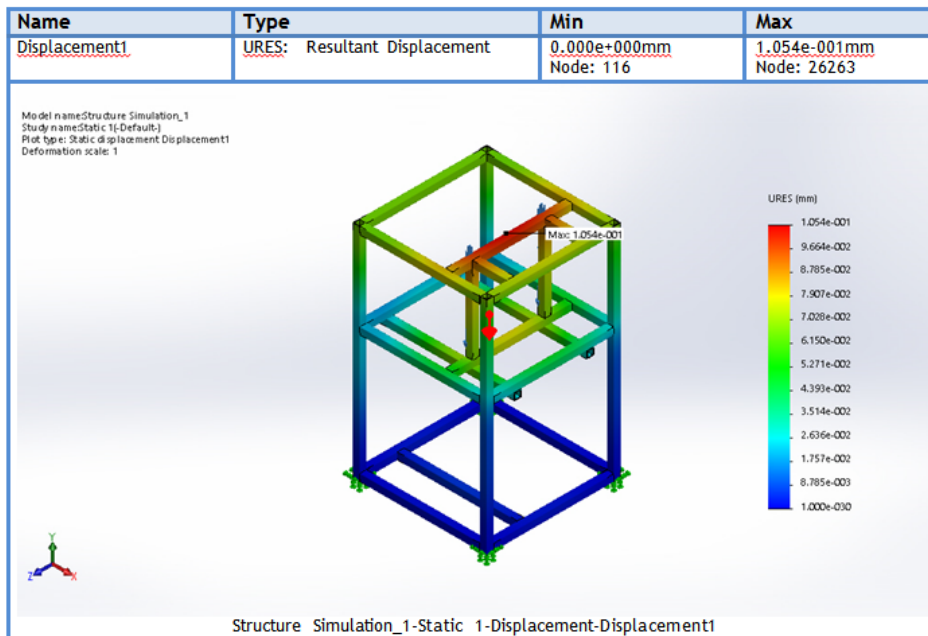 Name Type Min Max
Displacement1 URES: Resultant Displacement 0.000e+000mm 1.054e-001mm
Node: 116 Node: 26263
Model name:Structure Simulation_1
Study name:Static 1(-Default-)
Plot type: Static displacement Displacement1
Deformation scale: 1
URES (mm)
1.054e-001
9.664e-002
8.785e-002
7.907e-002
7.028e-002
6.150e-002
5.271e-002
4.393e-002
3.514e-002
2.636e-002
1.757e-002
8.785e-003
1.000e-030
Max: 1.054e-001
Y
Z
X
Structure Simulation_1-Static 1-Displacement-Displacement1